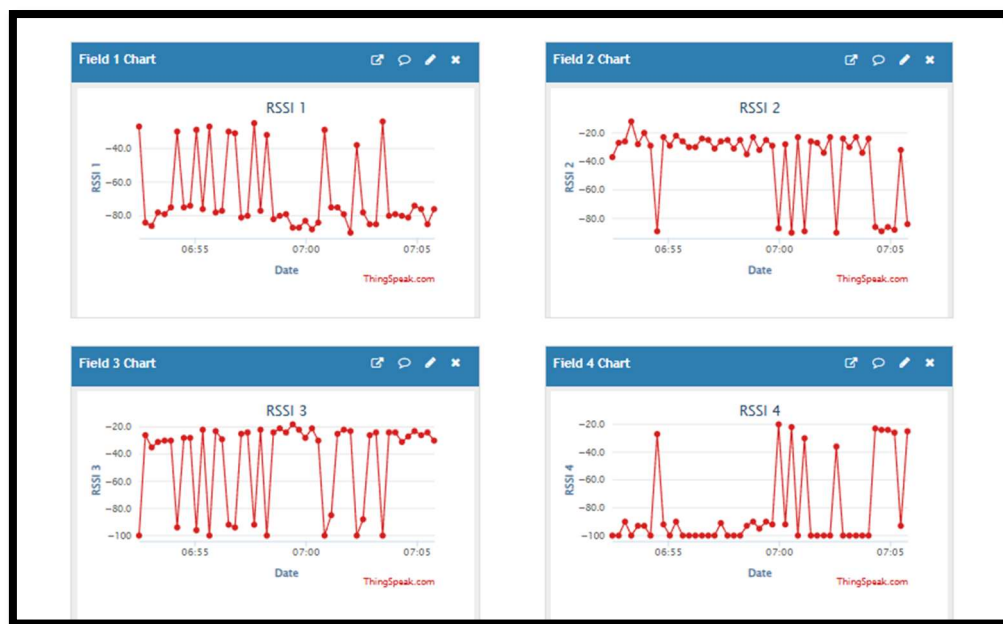 Field 1 Chart
RSSI 1
RSSI 1
−40.0
−60.0
−80.0
06:55 07:00 07:05
Date
ThingSpeak.com
Field 2 Chart
RSSI 2
RSSI 2
−20.0
−40.0
−60.0
−80.0
06:55 07:00 07:05
Date
ThingSpeak.com
Field 3 Chart
RSSI 3
RSSI 3
−20.0
−40.0
−60.0
−80.0
−100
06:55 07:00 07:05
Date
ThingSpeak.com
Field 4 Chart
RSSI 4
RSSI 4
−20.0
−40.0
−60.0
−80.0
−100
06:55 07:00 07:05
Date
ThingSpeak.com